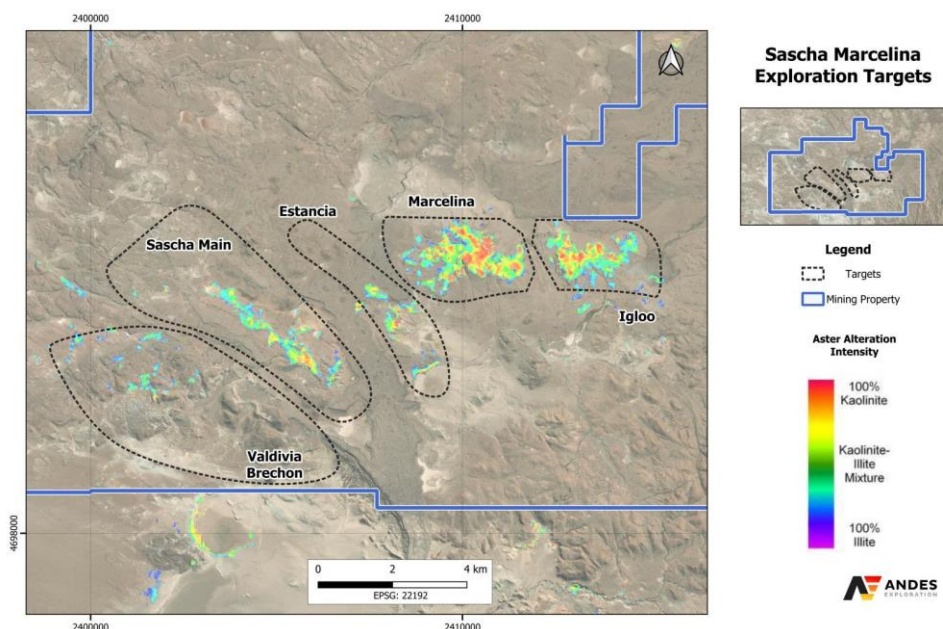 2400000
2410000
Sascha Marcelina
Exploration Targets
Marcelina
Estancia
Sascha Main
Igloo
Valdivia
Brechon
4698000
4698000
0 2 4 km
EPSG: 22192
2400000
2410000
Legend
Targets
Mining Property
Aster Alteration
Intensity
100%
Kaolinite
Kaolinite-
Illite
Mixture
100%
Illite
ANDES
EXPLORATION